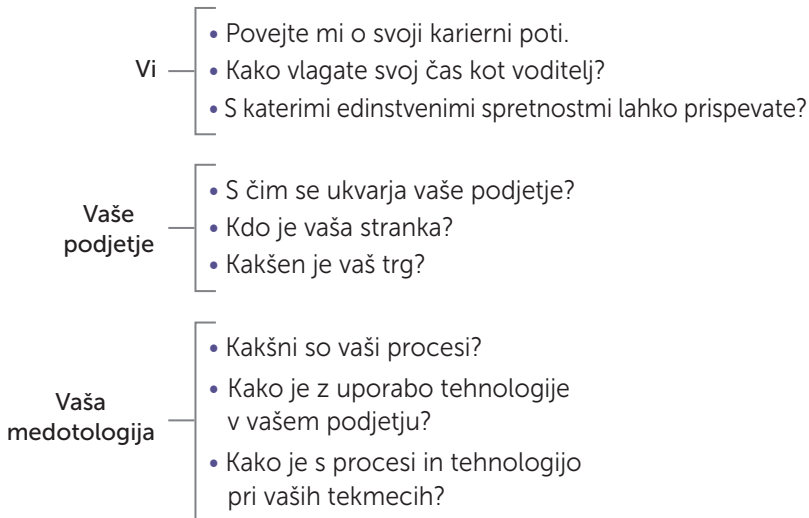 Vi
• Povejte mi o svoji karierni poti.
• Kako vlagate svoj čas kot voditelj?
• S katerimi edinstvenimi spretnostmi lahko prispevate?
Vaše
podjetje
• S čim se ukvarja vaše podjetje?
• Kdo je vaša stranka?
• Kakšen je vaš trg?
Vaša
medotologija
• Kakšni so vaši procesi?
• Kako je z uporabo tehnologije
v vašem podjetju?
• Kako je s procesi in tehnologijo
pri vaših tekmecih?